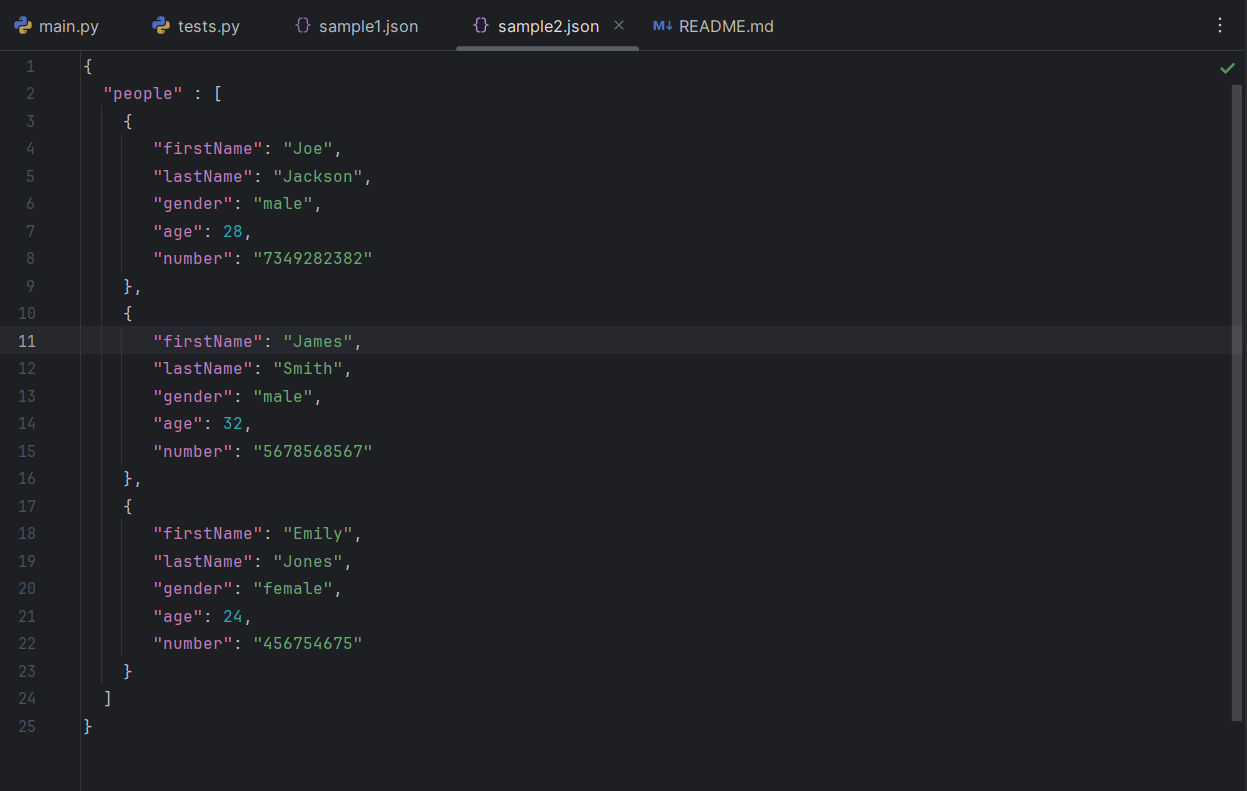 main.py tests.py {} sample1.json {} sample2.json × M↓ README.md
1 {
2 "people" : [
3 {
4 "firstName": "Joe",
5 "lastName": "Jackson",
6 "gender": "male",
7 "age": 28,
8 "number": "7349282382"
9 },
10 {
11 "firstName": "James",
12 "lastName": "Smith",
13 "gender": "male",
14 "age": 32,
15 "number": "5678568567"
16 },
17 {
18 "firstName": "Emily",
19 "lastName": "Jones",
20 "gender": "female",
21 "age": 24,
22 "number": "456754675"
23 }
24 ]
25 }